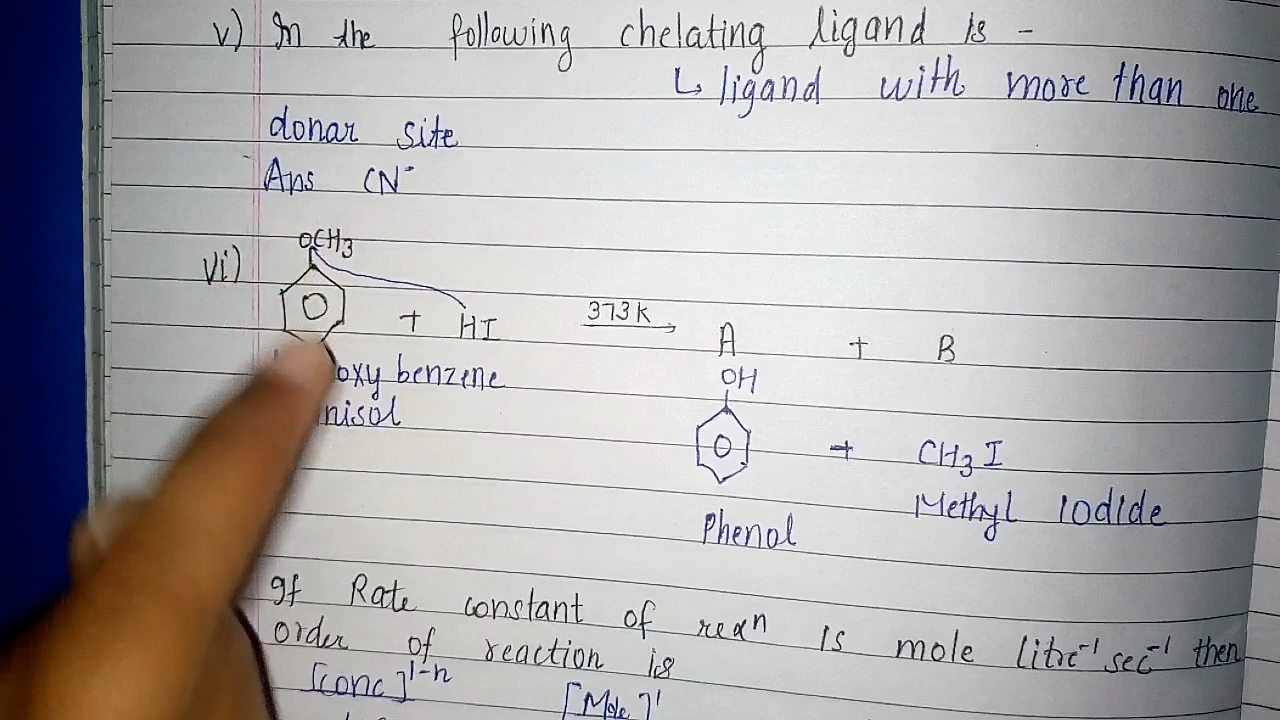 v) In the following chelating ligand is -
↳ ligand with more than one
donar site
Ans CN⁻
vi) OCH₃
+ HI 373K → A + B
oxy benzene
nisol
OH
+ CH₃I
Phenol Methyl Iodide
If Rate constant of reaⁿ is mole litre⁻¹ sec⁻¹ then
order of reaction is
[conc]¹⁻ⁿ [Mole]¹